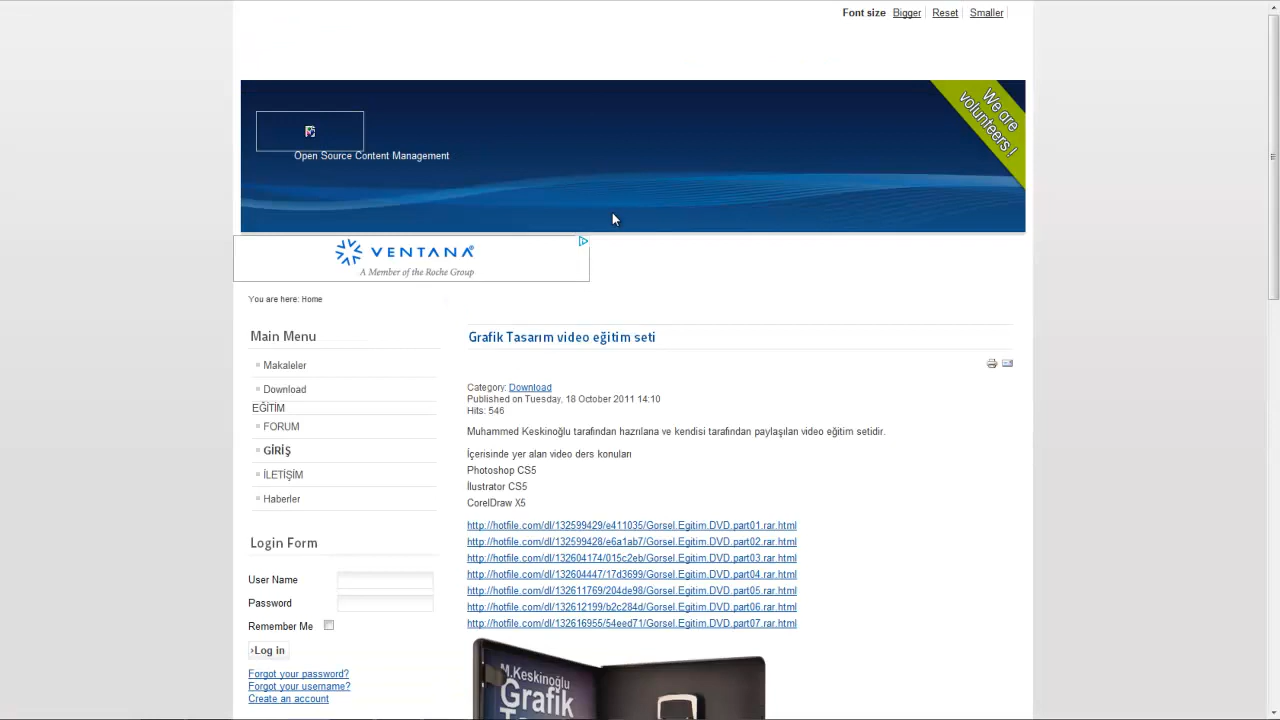 Font size Bigger Reset Smaller
We are volunteers !
Open Source Content Management
VENTANA®
A Member of the Roche Group
You are here: Home
Main Menu
Makaleler
Download
EĞİTİM
FORUM
GİRİŞ
İLETİŞİM
Haberler
Login Form
User Name
Password
Remember Me
Log in
Forgot your password?
Forgot your username?
Create an account
Grafik Tasarım video eğitim seti
Category: Download
Published on Tuesday, 18 October 2011 14:10
Hits: 546
Muhammed Keskinoğlu tarafından hazrılana ve kendisi tarafından paylaşılan video eğitim setidir.
İçerisinde yer alan video ders konuları
Photoshop CS5
İlustrator CS5
CorelDraw X5
http://hotfile.com/dl/132599429/e411035/Gorsel.Egitim.DVD.part01.rar.html
http://hotfile.com/dl/132599428/e6a1ab7/Gorsel.Egitim.DVD.part02.rar.html
http://hotfile.com/dl/132604174/015c2eb/Gorsel.Egitim.DVD.part03.rar.html
http://hotfile.com/dl/132604447/17d3699/Gorsel.Egitim.DVD.part04.rar.html
http://hotfile.com/dl/132611769/204de98/Gorsel.Egitim.DVD.part05.rar.html
http://hotfile.com/dl/132612199/b2c284d/Gorsel.Egitim.DVD.part06.rar.html
http://hotfile.com/dl/132616955/54eed71/Gorsel.Egitim.DVD.part07.rar.html
M.Keskinoğlu
Grafik